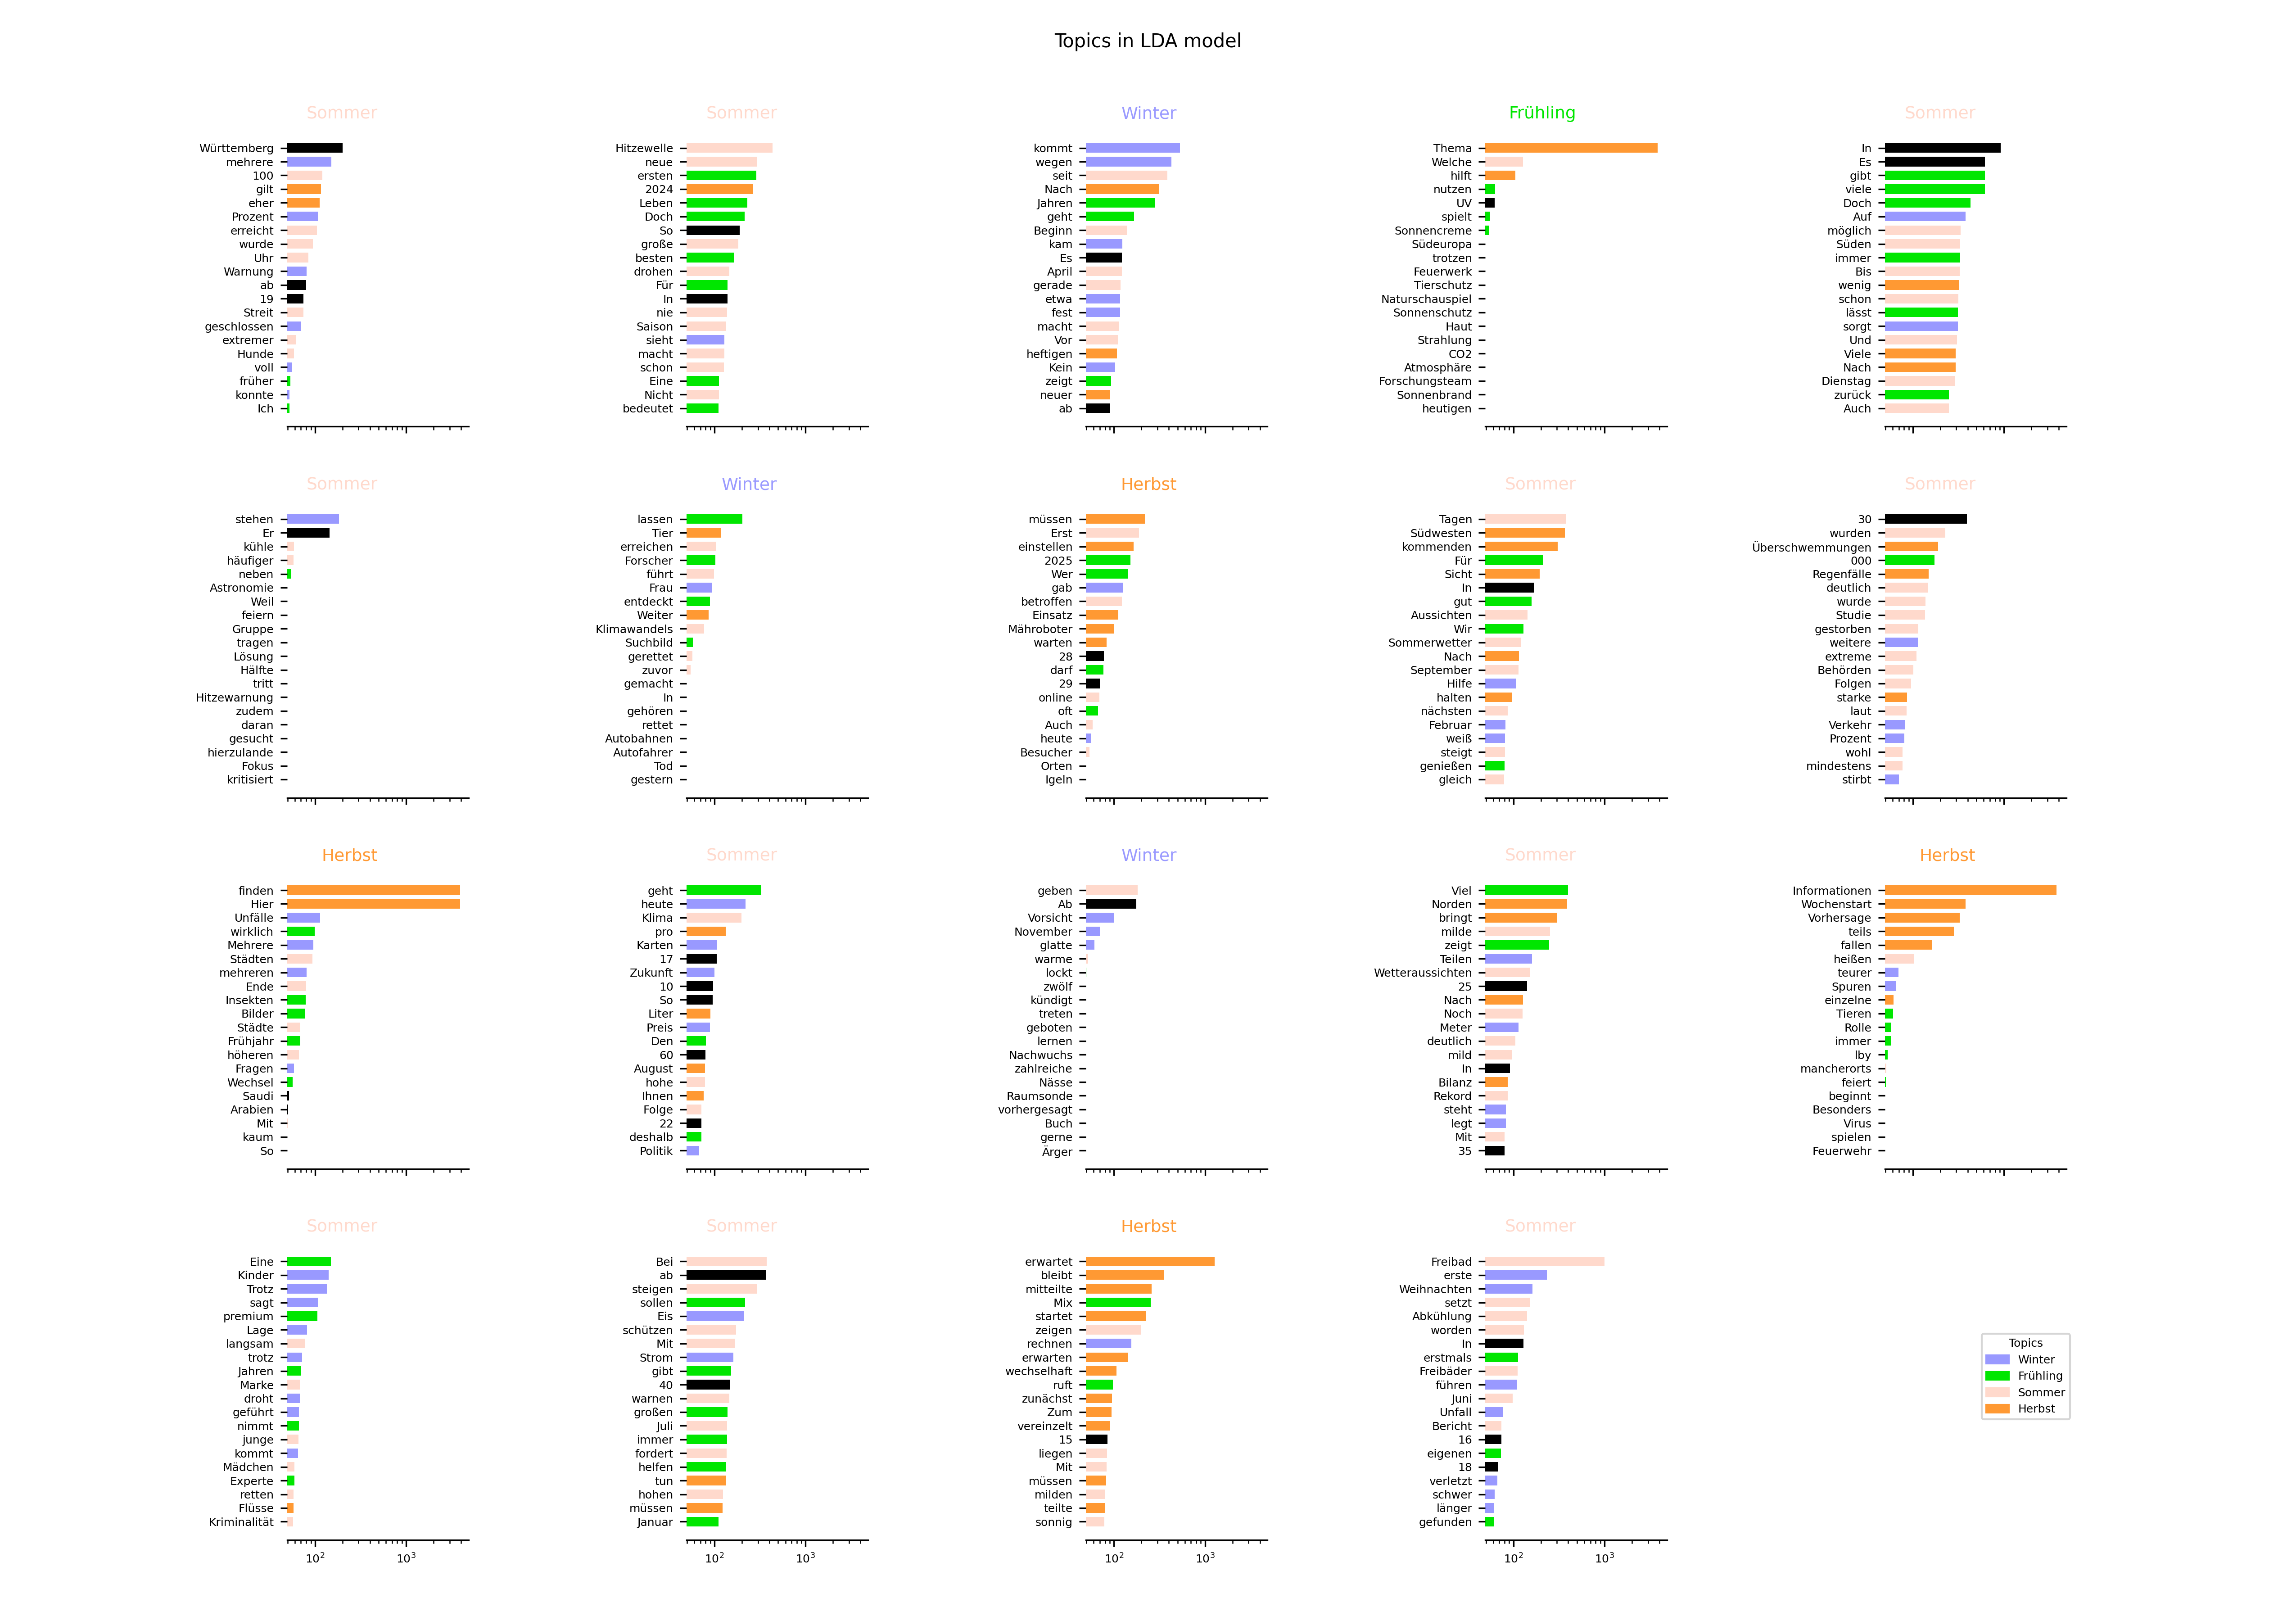 Topics in LDA model
Sommer
Württemberg
mehrere
100
gilt
eher
Prozent
erreicht
wurde
Uhr
Warnung
ab
19
Streit
geschlossen
extremer
Hunde
voll
früher
konnte
Ich
Sommer
Hitzewelle
neue
ersten
2024
Leben
Doch
So
große
besten
drohen
Für
In
nie
Saison
sieht
macht
schon
Eine
Nicht
bedeutet
Winter
kommt
wegen
seit
Nach
Jahren
geht
Beginn
kam
Es
April
gerade
etwa
fest
macht
Vor
heftigen
Kein
zeigt
neuer
ab
Frühling
Thema
Welche
hilft
nutzen
UV
spielt
Sonnencreme
Südeuropa
trotzen
Feuerwerk
Tierschutz
Naturschauspiel
Sonnenschutz
Haut
Strahlung
CO2
Atmosphäre
Forschungsteam
Sonnenbrand
heutigen
Sommer
In
Es
gibt
viele
Doch
Auf
möglich
Süden
immer
Bis
wenig
schon
lässt
sorgt
Und
Viele
Nach
Dienstag
zurück
Auch
Sommer
stehen
Er
kühle
häufiger
neben
Astronomie
Weil
feiern
Gruppe
tragen
Lösung
Hälfte
tritt
Hitzewarnung
zudem
daran
gesucht
hierzulande
Fokus
kritisiert
Winter
lassen
Tier
erreichen
Forscher
führt
Frau
entdeckt
Weiter
Klimawandels
Suchbild
gerettet
zuvor
gemacht
In
gehören
rettet
Autobahnen
Autofahrer
Tod
gestern
Herbst
müssen
Erst
einstellen
2025
Wer
gab
betroffen
Einsatz
Mähroboter
warten
28
darf
29
online
oft
Auch
heute
Besucher
Orten
Igeln
Sommer
Tagen
Südwesten
kommenden
Für
Sicht
In
gut
Aussichten
Wir
Sommerwetter
Nach
September
Hilfe
halten
nächsten
Februar
weiß
steigt
genießen
gleich
Sommer
30
wurden
Überschwemmungen
000
Regenfälle
deutlich
wurde
Studie
gestorben
weitere
extreme
Behörden
Folgen
starke
laut
Verkehr
Prozent
wohl
mindestens
stirbt
Herbst
finden
Hier
Unfälle
wirklich
Mehrere
Städten
mehreren
Ende
Insekten
Bilder
Städte
Frühjahr
höheren
Fragen
Wechsel
Saudi
Arabien
Mit
kaum
So
Sommer
geht
heute
Klima
pro
Karten
17
Zukunft
10
So
Liter
Preis
Den
60
August
hohe
Ihnen
Folge
22
deshalb
Politik
Winter
geben
Ab
Vorsicht
November
glatte
warme
lockt
zwölf
kündigt
treten
geboten
lernen
Nachwuchs
zahlreiche
Nässe
Raumsonde
vorhergesagt
Buch
gerne
Ärger
Sommer
Viel
Norden
bringt
milde
zeigt
Teilen
Wetteraussichten
25
Nach
Noch
Meter
deutlich
mild
In
Bilanz
Rekord
steht
legt
Mit
35
Herbst
Informationen
Wochenstart
Vorhersage
teils
fallen
heißen
teurer
Spuren
einzelne
Tieren
Rolle
immer
lby
mancherorts
feiert
beginnt
Besonders
Virus
spielen
Feuerwehr
Sommer
Eine
Kinder
Trotz
sagt
premium
Lage
langsam
trotz
Jahren
Marke
droht
geführt
nimmt
junge
kommt
Mädchen
Experte
retten
Flüsse
Kriminalität
10² 10³
Sommer
Bei
ab
steigen
sollen
Eis
schützen
Mit
Strom
gibt
40
warnen
großen
Juli
immer
fordert
helfen
tun
hohen
müssen
Januar
10² 10³
Herbst
erwartet
bleibt
mitteilte
Mix
startet
zeigen
rechnen
erwarten
wechselhaft
ruft
zunächst
Zum
vereinzelt
15
liegen
Mit
müssen
milden
teilte
sonnig
10² 10³
Sommer
Freibad
erste
Weihnachten
setzt
Abkühlung
worden
In
erstmals
Freibäder
führen
Juni
Unfall
Bericht
16
eigenen
18
verletzt
schwer
länger
gefunden
10² 10³
Topics
Winter
Frühling
Sommer
Herbst